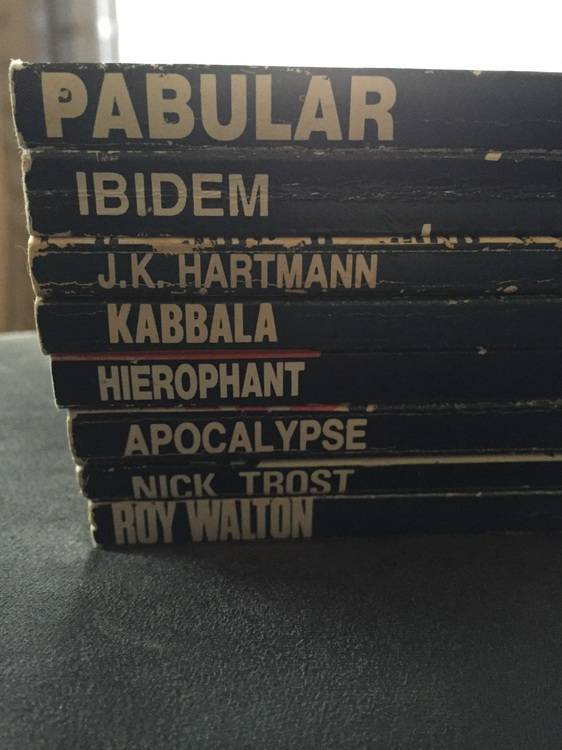 PABULAR
IBIDEM
J.K. HARTMANN
KABBALA
HIEROPHANT
APOCALYPSE
NICK TROST
ROY WALTON